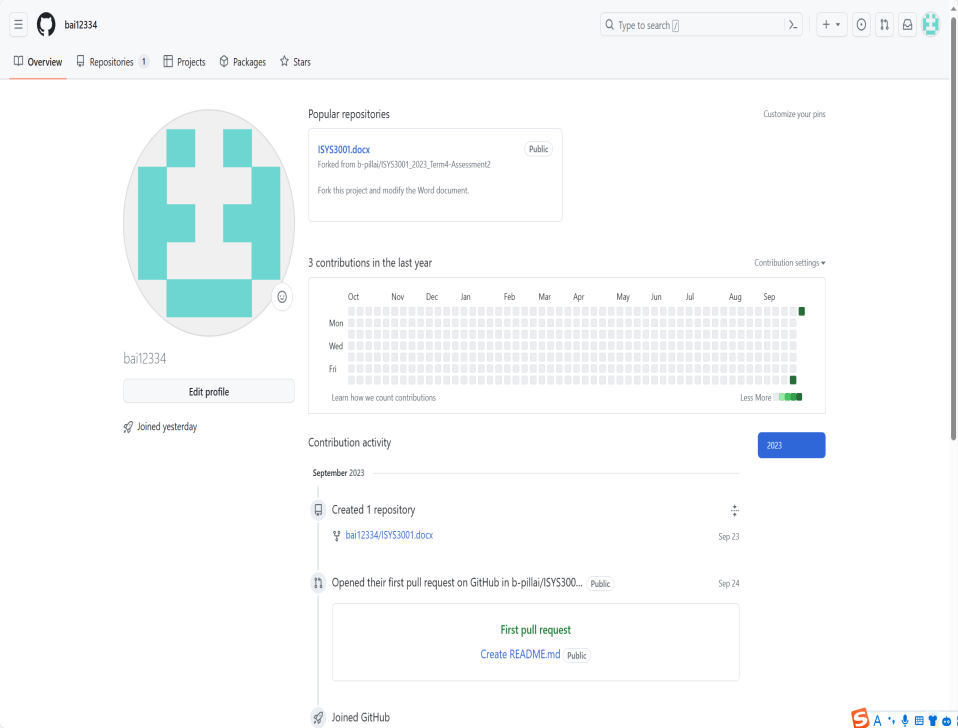 bai12334
Type to search /
Overview
Repositories 1
Projects
Packages
Stars
Popular repositories
Customize your pins
ISYS3001.docx
Public
Forked from b-pillai/ISYS3001_2023_Term4-Assessment2
Fork this project and modify the Word document.
3 contributions in the last year
Contribution settings
Oct Nov Dec Jan Feb Mar Apr May Jun Jul Aug Sep
Mon
Wed
Fri
Learn how we count contributions
Less More
bai12334
Edit profile
Joined yesterday
Contribution activity
2023
September 2023
Created 1 repository
bai12334/ISYS3001.docx
Sep 23
Opened their first pull request on GitHub in b-pillai/ISYS300... Public
Sep 24
First pull request
Create README.md Public
Joined GitHub
S A